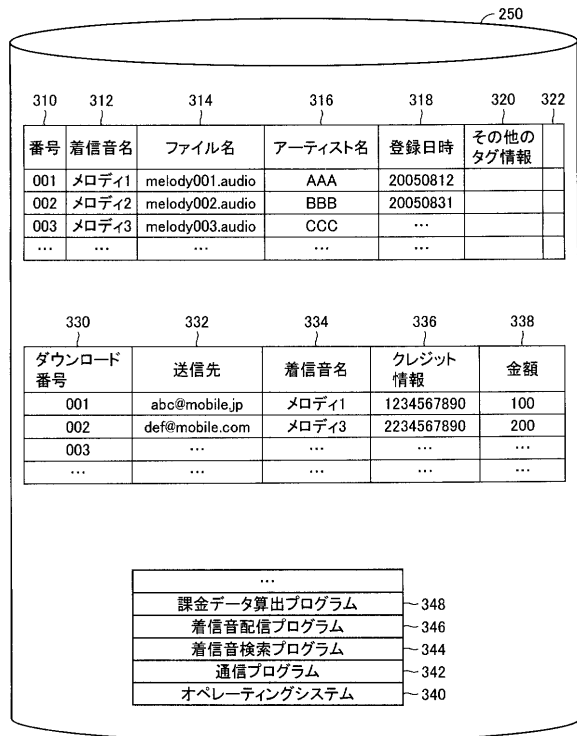 250
310 312 314 316 318 320 322
番号 着信音名 ファイル名 アーティスト名 登録日時 その他の
タグ情報
001 メロディ1 melody001.audio AAA 20050812
002 メロディ2 melody002.audio BBB 20050831
003 メロディ3 melody003.audio CCC …
… … … …
330 332 334 336 338
ダウンロード
番号 送信先 着信音名 クレジット
情報 金額
001 abc@mobile.jp メロディ1 1234567890 100
002 def@mobile.com メロディ3 2234567890 200
003 … … … …
… … … … …
…
課金データ算出プログラム 348
着信音配信プログラム 346
着信音検索プログラム 344
通信プログラム 342
オペレーティングシステム 340